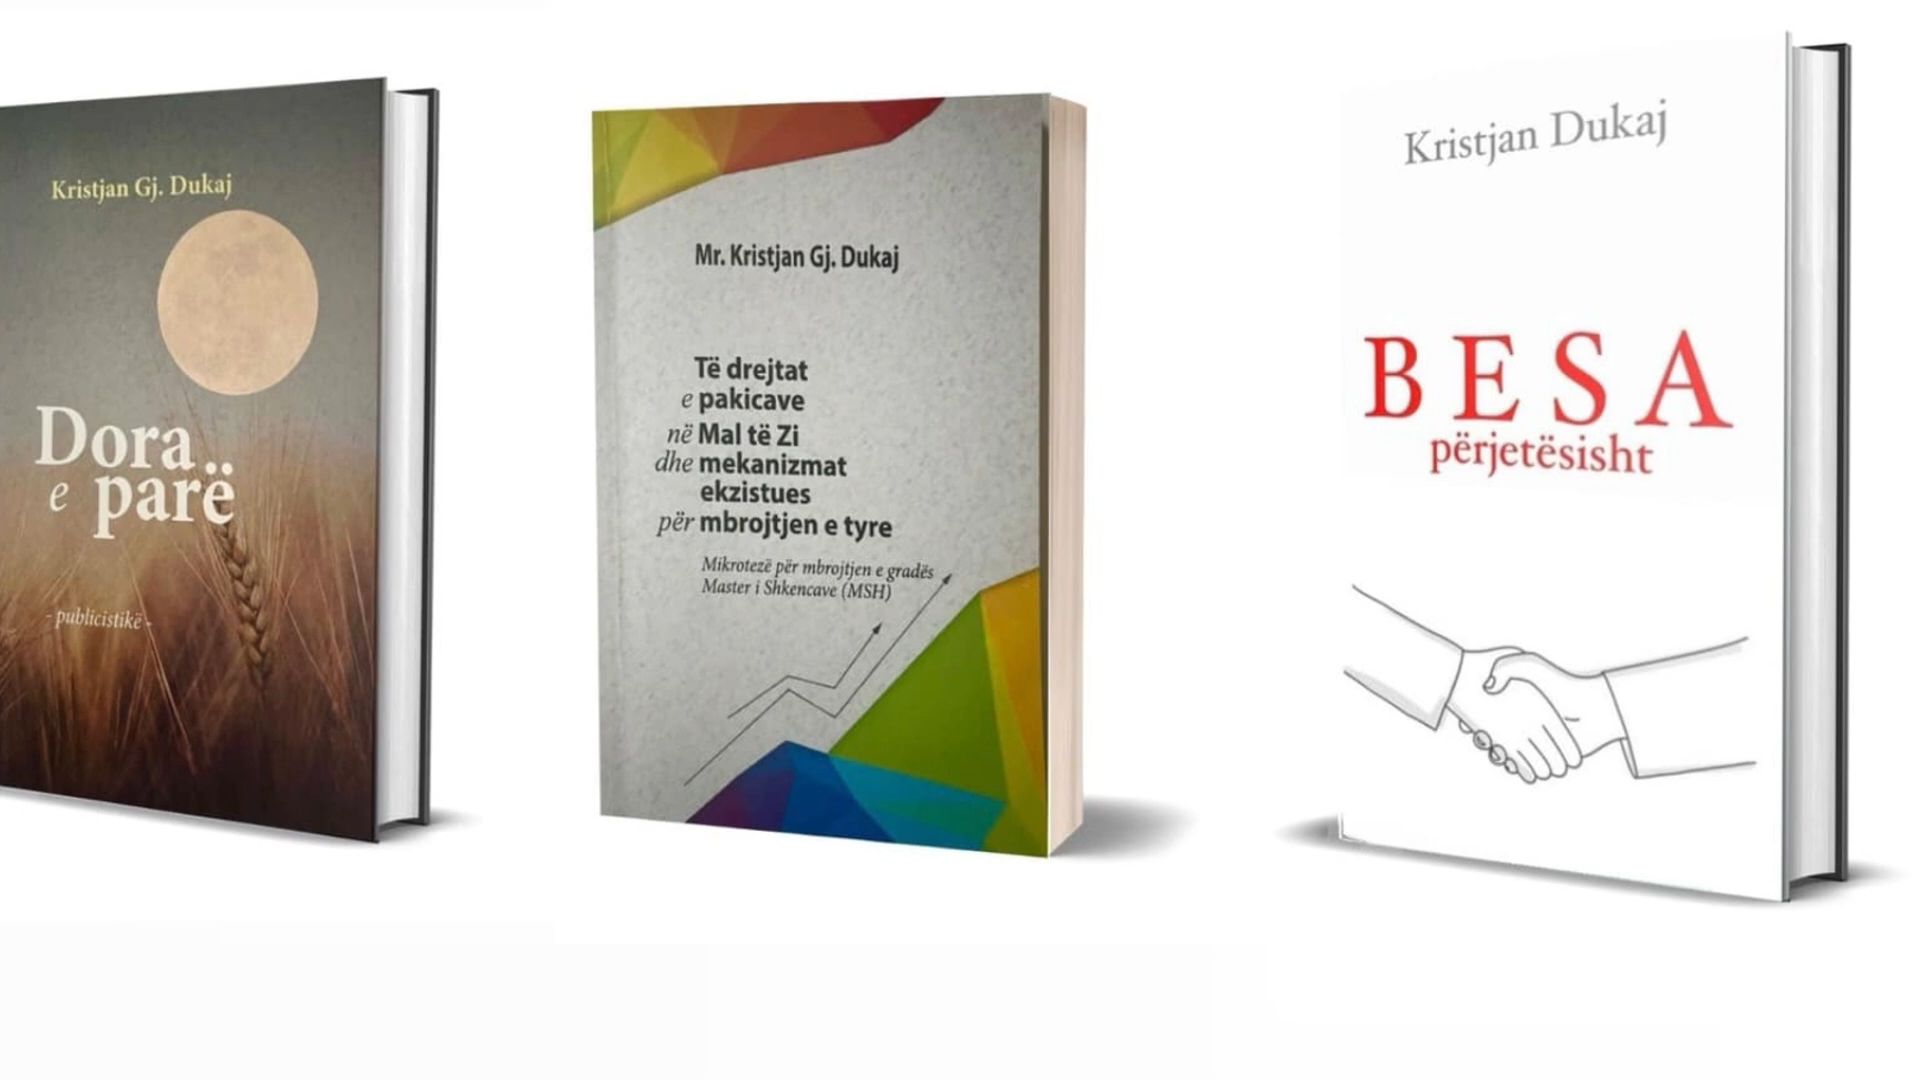 Kristjan Gj. Dukaj
Dora
e parë
- publicistikë -
Mr. Kristjan Gj. Dukaj
Të drejtat
e pakicave
në Mal të Zi
dhe mekanizmat
ekzistues
për mbrojtjen e tyre
Mikrotezë për mbrojtjen e gradës
Master i Shkencave (MSH)
Kristjan Dukaj
BESA
përjetësisht